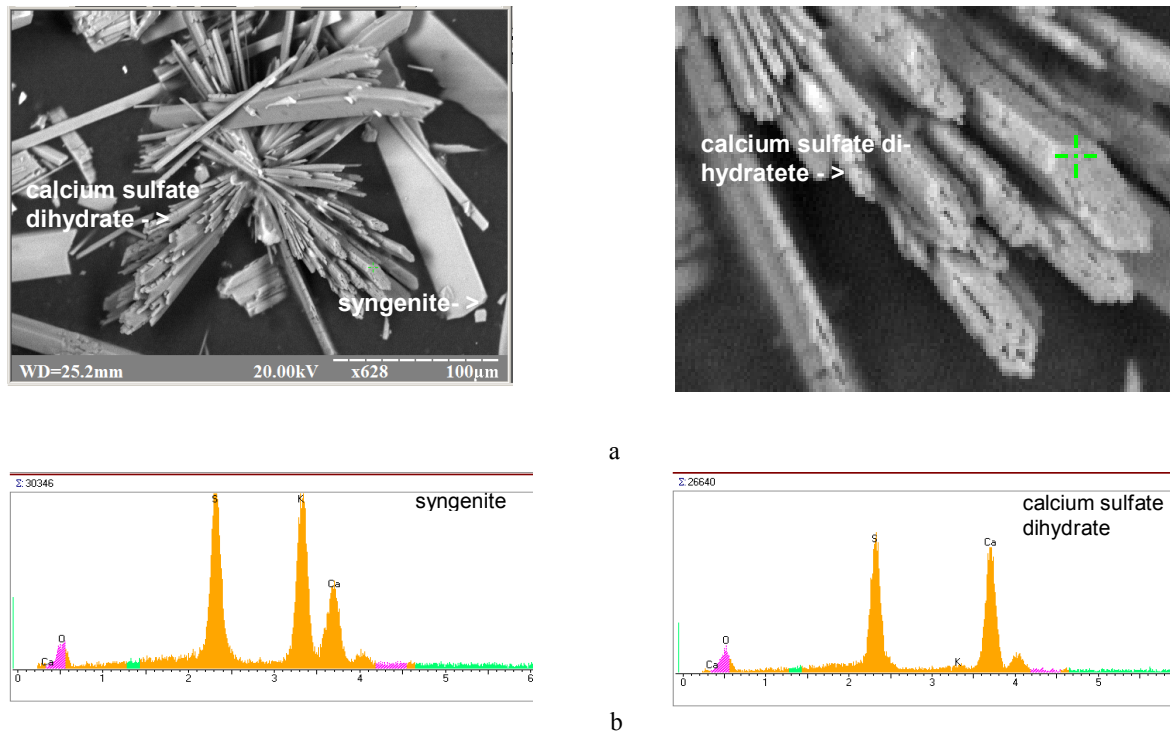 calcium sulfate
dihydrate - >
syngenite- >
WD=25.2mm 20.00kV x628 100µm
calcium sulfate di-
hydratete - >
a
Σ:30346
syngenite
S
K
Ca
O
Ca
0 1 2 3 4 5 6
Σ:26640
calcium sulfate
dihydrate
S
Ca
O
Ca
K
0 1 2 3 4 5
b